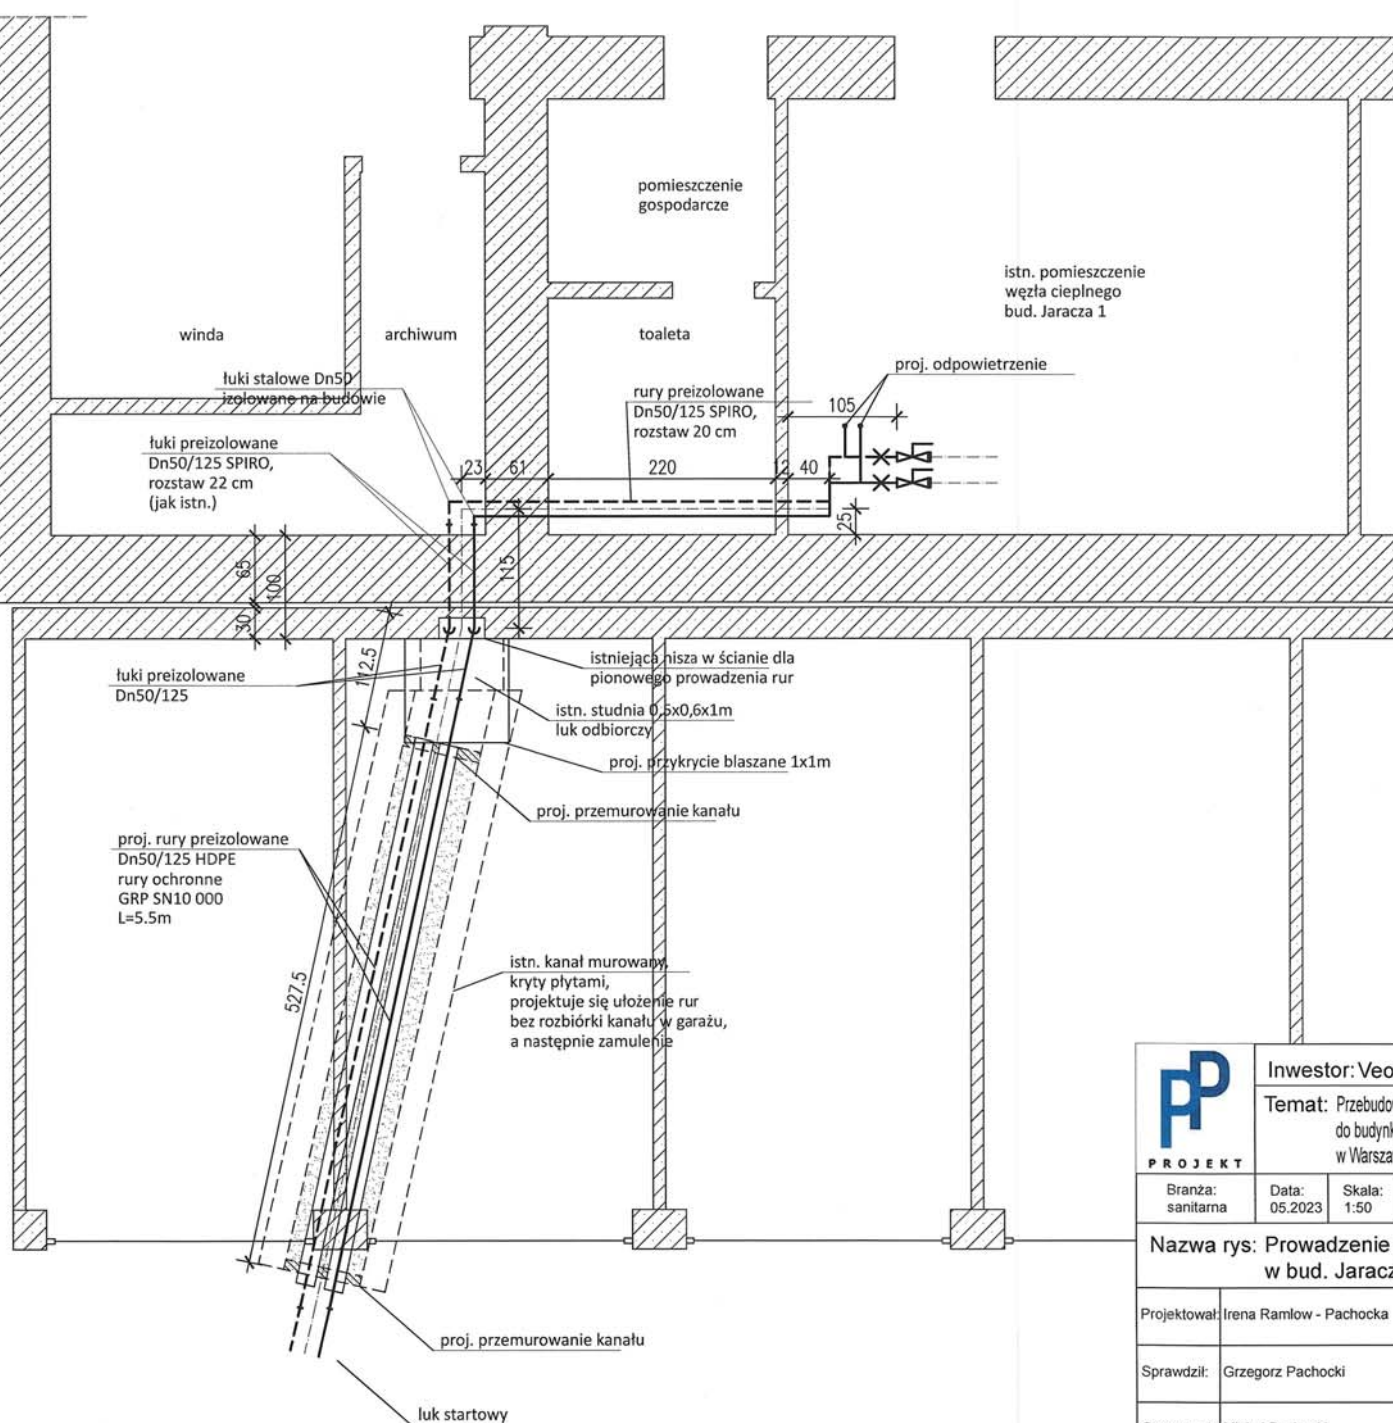 pomieszczenie
gospodarcze
istn. pomieszczenie
węzła cieplnego
bud. Jaracza 1
winda
archiwum
toaleta
proj. odpowietrzenie
łuki stalowe Dn50
izolowane na budowie
rury preizolowane
Dn50/125 SPIRO,
rozstaw 20 cm
105
łuki preizolowane
Dn50/125 SPIRO,
rozstaw 22 cm
(jak istn.)
23
61
220
12
40
25
65
100
115
30
112.5
istniejąca nisza w ścianie dla
pionowego prowadzenia rur
łuki preizolowane
Dn50/125
istn. studnia 0,5x0,6x1m
luk odbiorczy
proj. przykrycie blaszane 1x1m
proj. przemurowanie kanału
proj. rury preizolowane
Dn50/125 HDPE
rury ochronne
GRP SN10 000
L=5.5m
527.5
istn. kanał murowany,
kryty płytami,
projektuje się ułożenie rur
bez rozbiórki kanału w garażu,
a następnie zamulenie
proj. przemurowanie kanału
luk startowy
PP
PROJEKT
Inwestor: Veo
Temat: Przebudo
do budynk
w Warsza
Branża:
sanitarna
Data:
05.2023
Skala:
1:50
Nazwa rys: Prowadzenie
w bud. Jaracz
Projektował: Irena Ramlow - Pachocka
Sprawdził: Grzegorz Pachocki